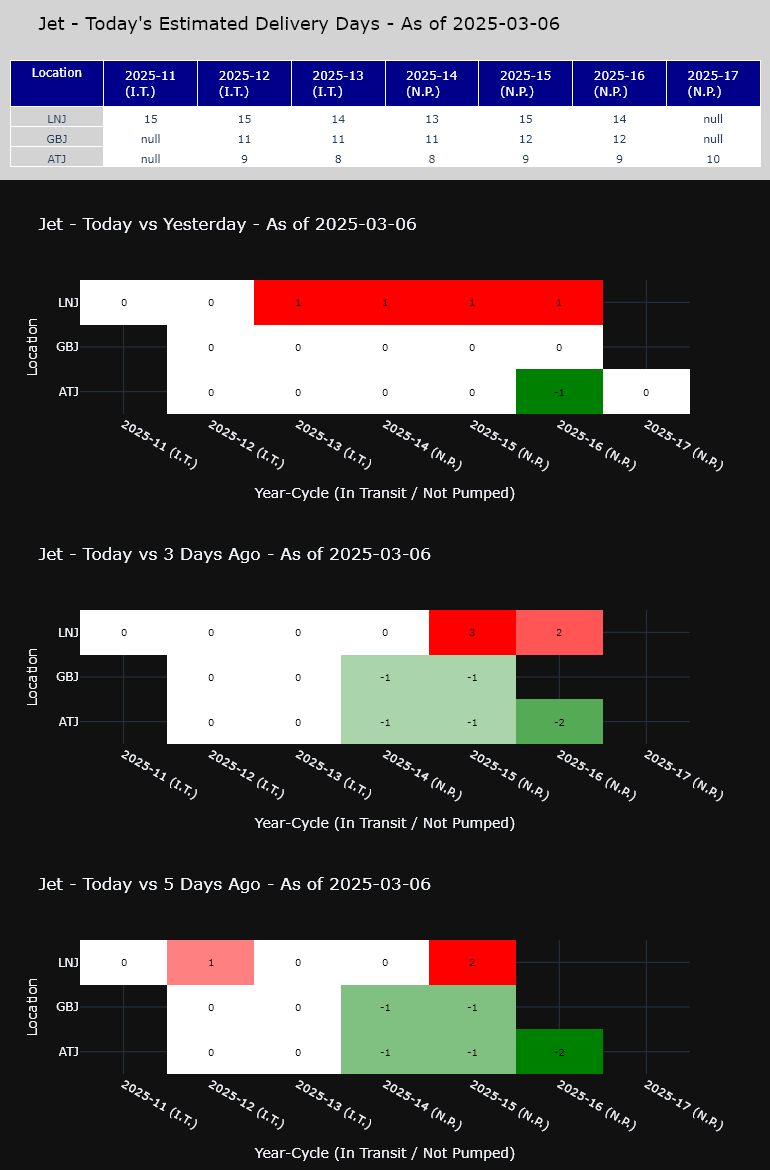 Jet - Today's Estimated Delivery Days - As of 2025-03-06
Location 2025-11 (I.T.) 2025-12 (I.T.) 2025-13 (I.T.) 2025-14 (N.P.) 2025-15 (N.P.) 2025-16 (N.P.) 2025-17 (N.P.)
LNJ 15 15 14 13 15 14 null
GBJ null 11 11 11 12 12 null
ATJ null 9 8 8 9 9 10
Jet - Today vs Yesterday - As of 2025-03-06
Location
LNJ 0 0 1 1 1 1
GBJ 0 0 0 0 0
ATJ 0 0 0 0 -1 0
2025-11 (I.T.) 2025-12 (I.T.) 2025-13 (I.T.) 2025-14 (N.P.) 2025-15 (N.P.) 2025-16 (N.P.) 2025-17 (N.P.)
Year-Cycle (In Transit / Not Pumped)
Jet - Today vs 3 Days Ago - As of 2025-03-06
Location
LNJ 0 0 0 0 3 2
GBJ 0 0 -1 -1
ATJ 0 0 -1 -1 -2
2025-11 (I.T.) 2025-12 (I.T.) 2025-13 (I.T.) 2025-14 (N.P.) 2025-15 (N.P.) 2025-16 (N.P.) 2025-17 (N.P.)
Year-Cycle (In Transit / Not Pumped)
Jet - Today vs 5 Days Ago - As of 2025-03-06
Location
LNJ 0 1 0 0 2
GBJ 0 0 -1 -1
ATJ 0 0 -1 -1 -2
2025-11 (I.T.) 2025-12 (I.T.) 2025-13 (I.T.) 2025-14 (N.P.) 2025-15 (N.P.) 2025-16 (N.P.) 2025-17 (N.P.)
Year-Cycle (In Transit / Not Pumped)